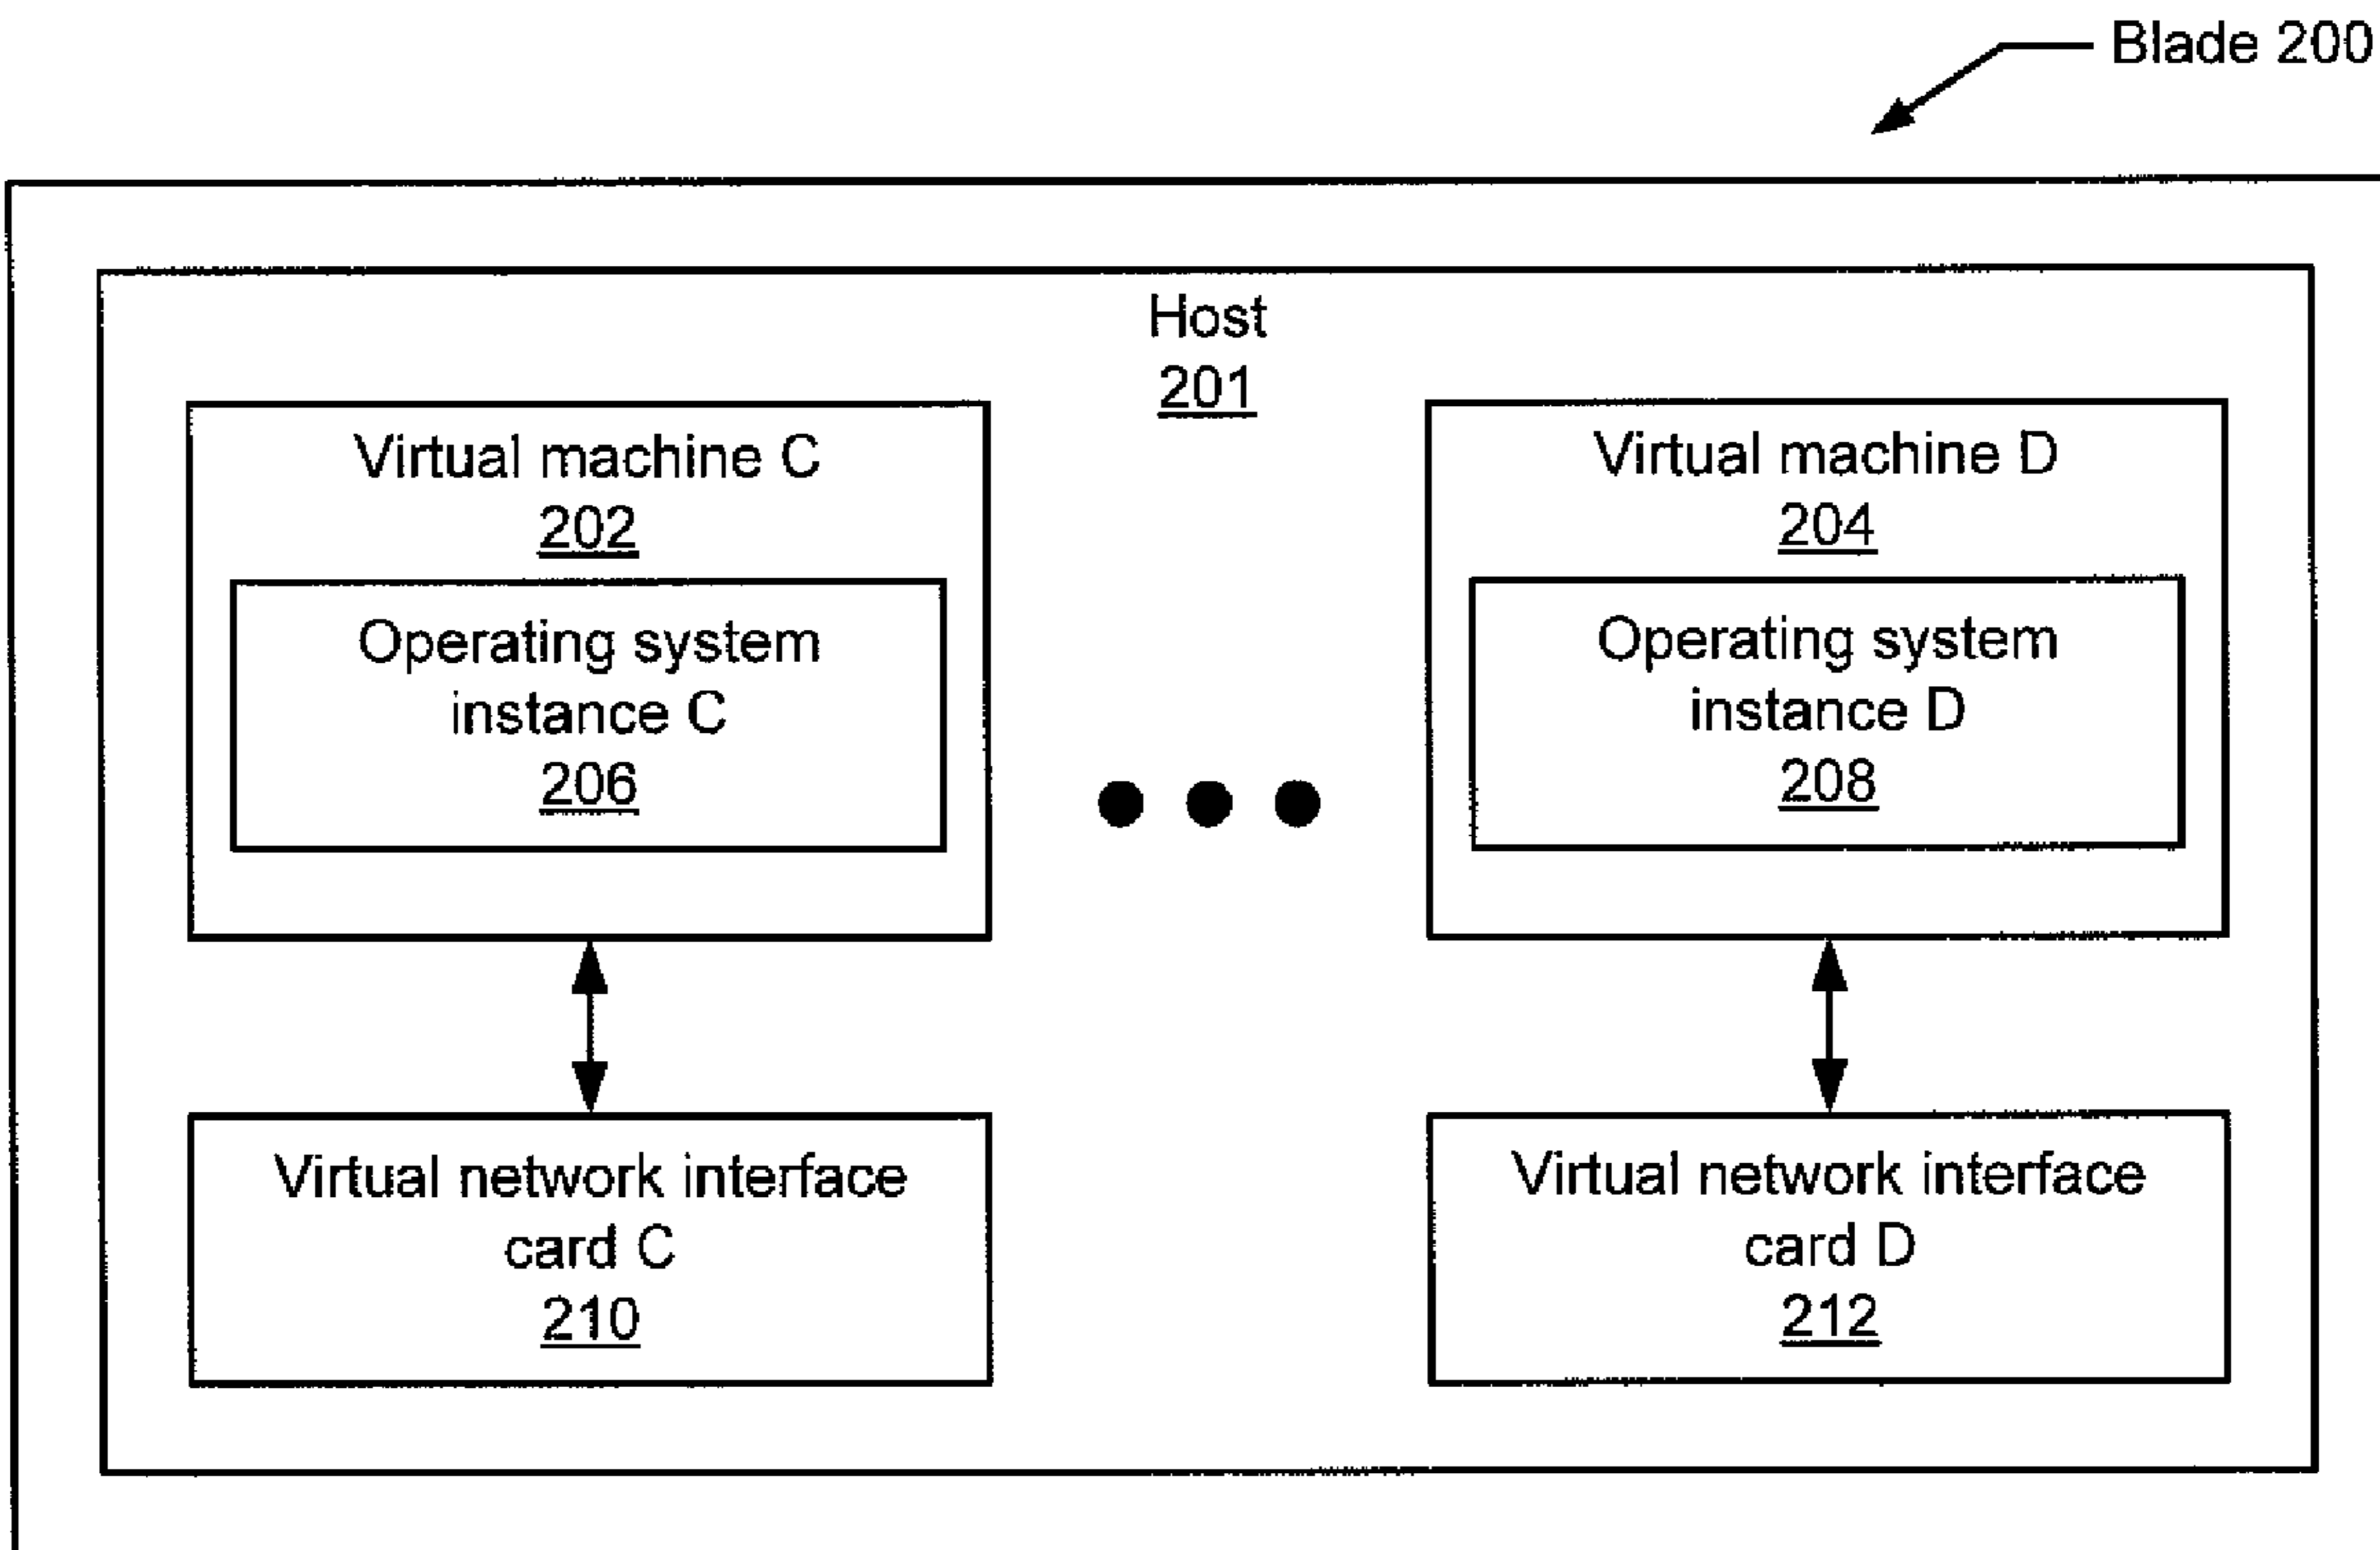 Blade 200
Host
201
Virtual machine C
202
Operating system
instance C
206
Virtual machine D
204
Operating system
instance D
208
Virtual network interface
card C
210
Virtual network interface
card D
212